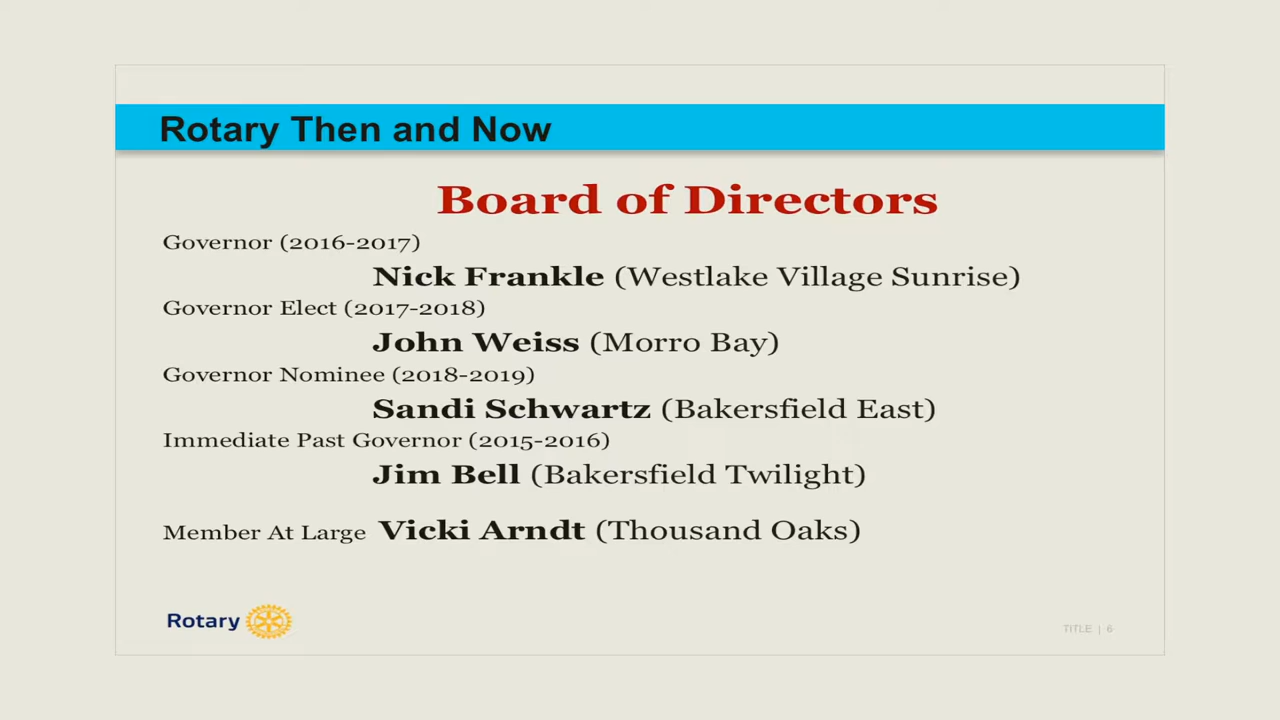 Rotary Then and Now
Board of Directors
Governor (2016-2017)
Nick Frankle (Westlake Village Sunrise)
Governor Elect (2017-2018)
John Weiss (Morro Bay)
Governor Nominee (2018-2019)
Sandi Schwartz (Bakersfield East)
Immediate Past Governor (2015-2016)
Jim Bell (Bakersfield Twilight)
Member At Large Vicki Arndt (Thousand Oaks)
Rotary
TITLE | 6